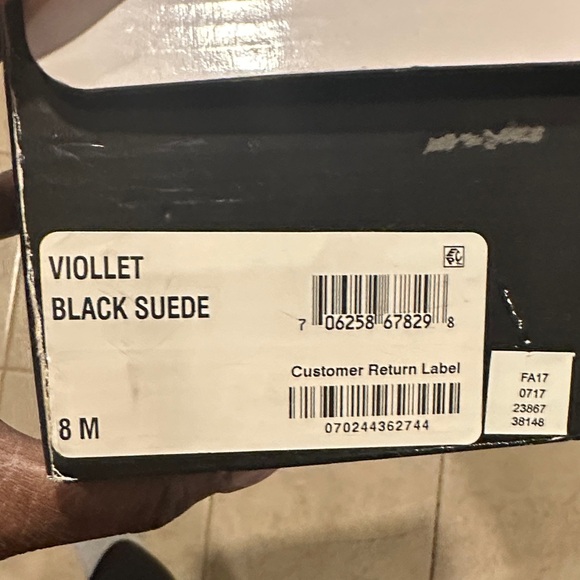 VIOLLET
BLACK SUEDE
7 06258 67829 8
Customer Return Label
070244362744
8 M
FA17
0717
23867
38148